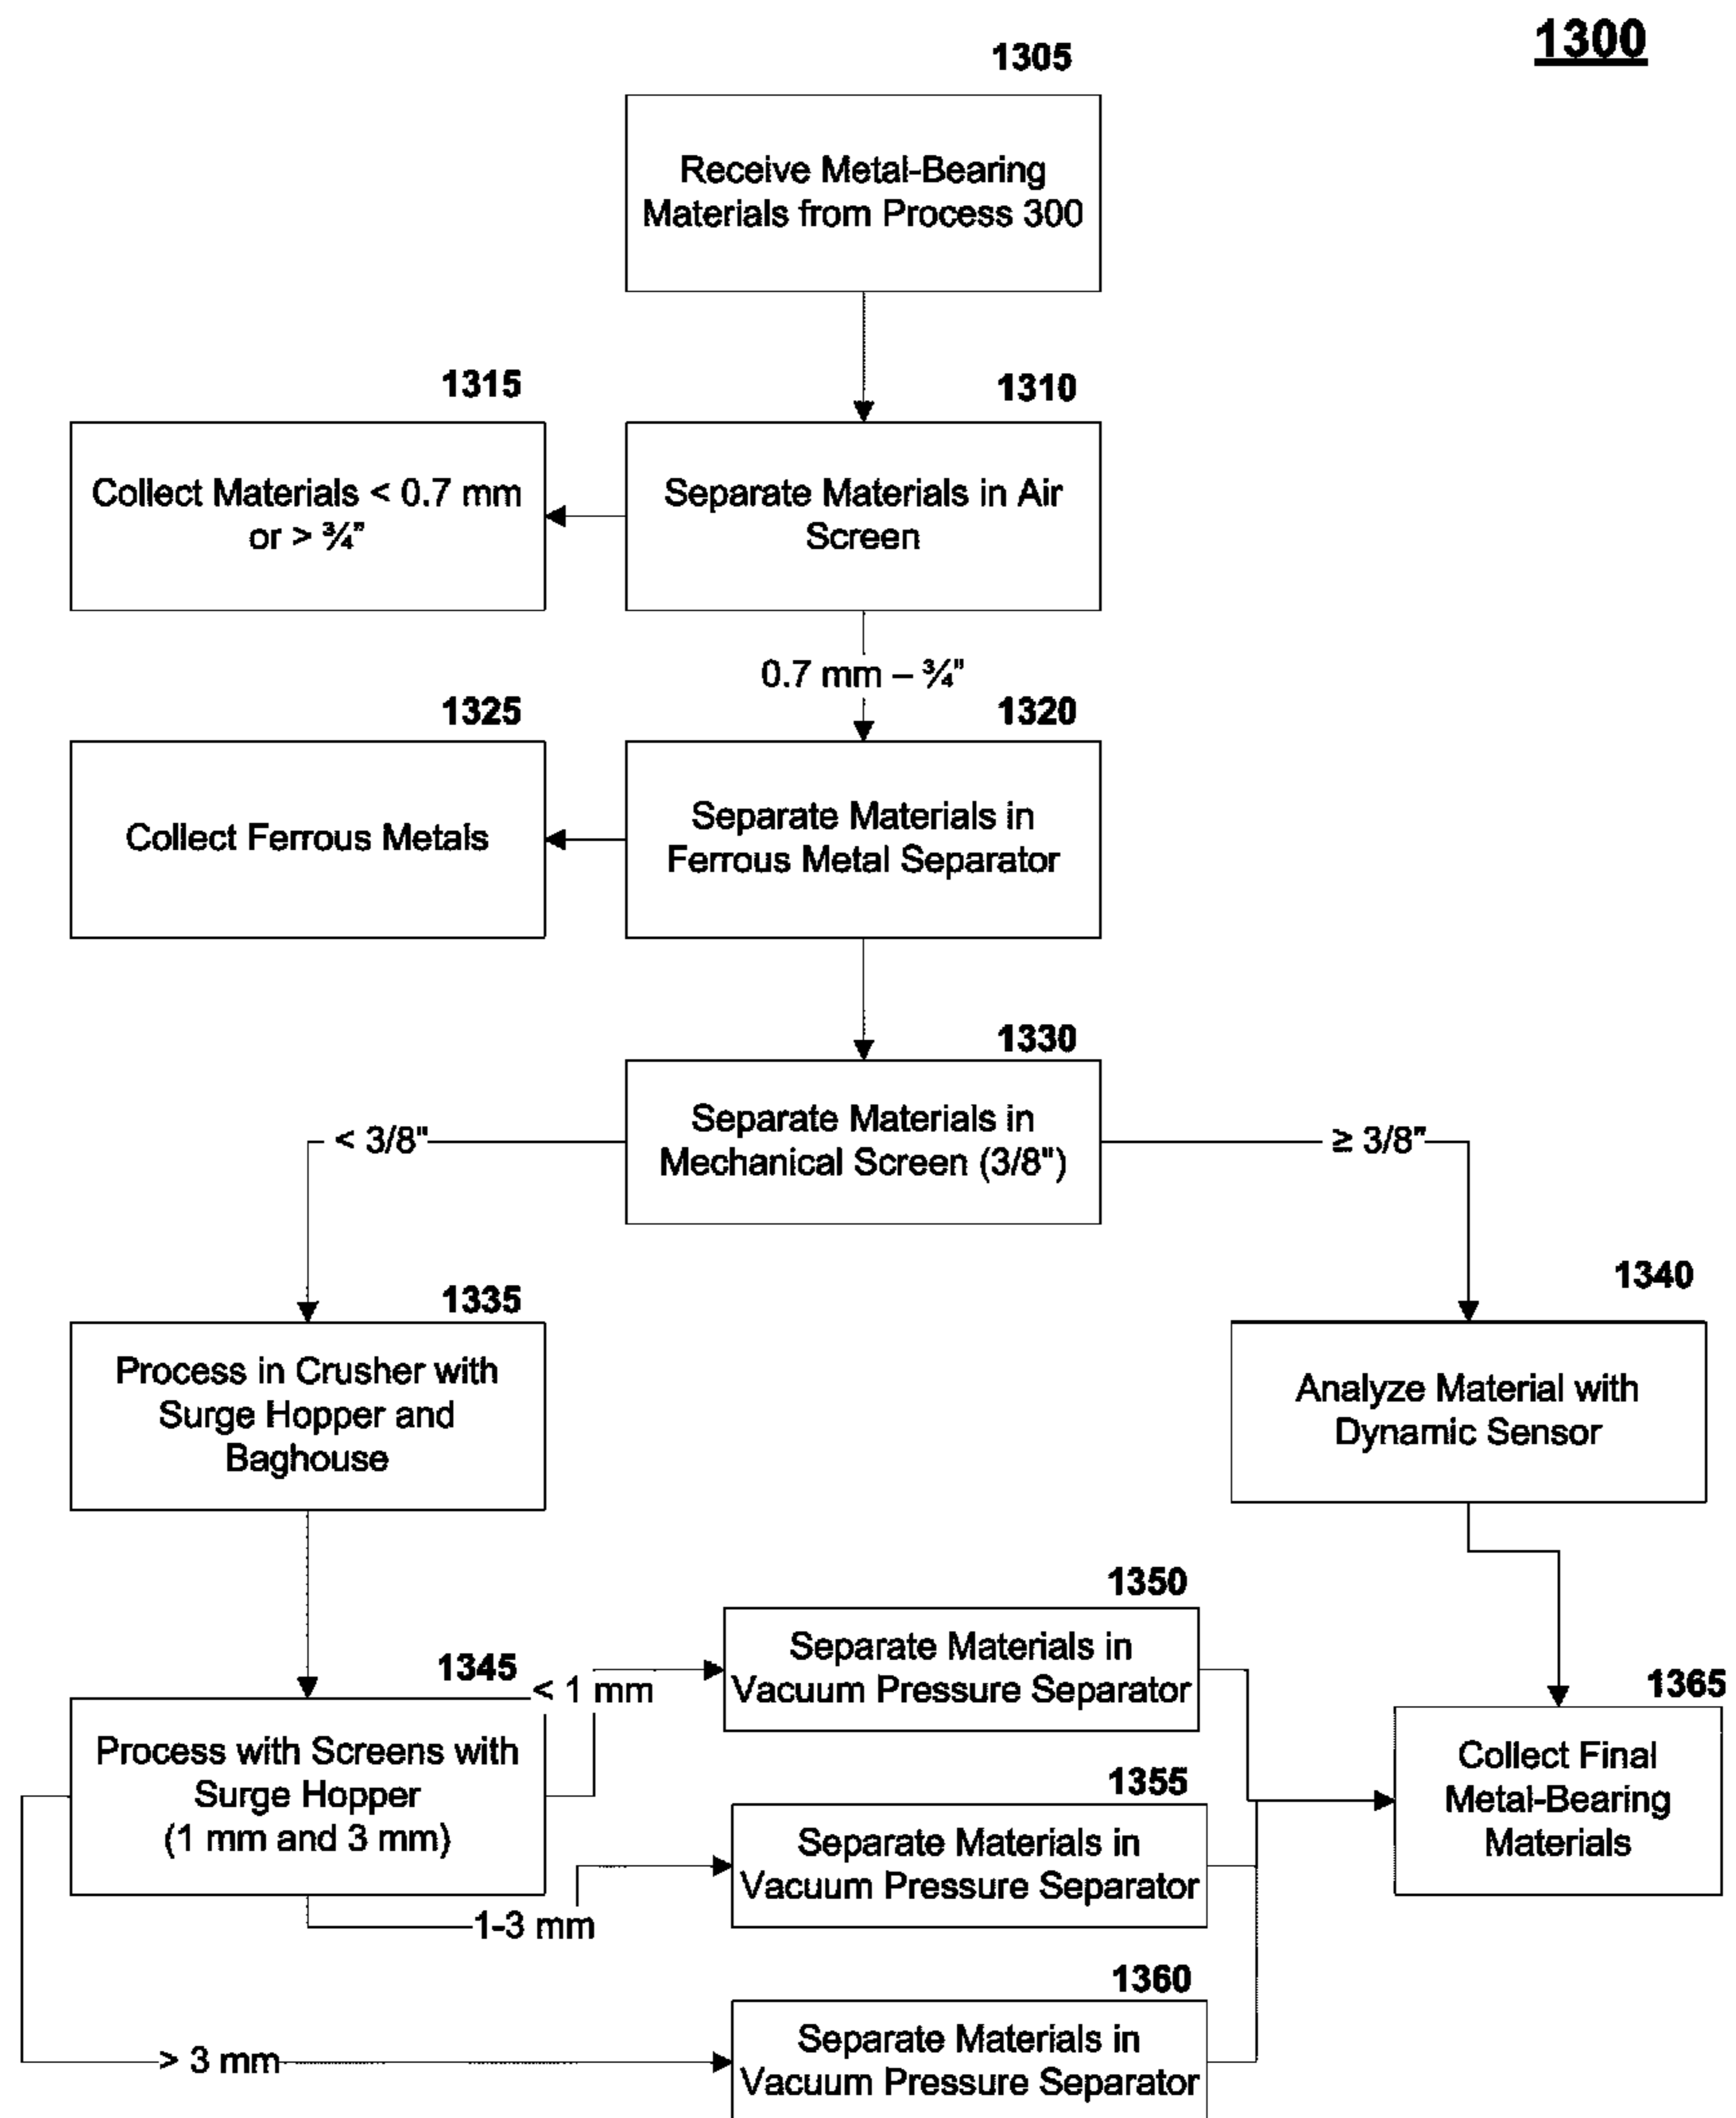 1300
1305
Receive Metal-Bearing
Materials from Process 300
1315
1310
Collect Materials < 0.7 mm
or > ¾”
Separate Materials in Air
Screen
0.7 mm – ¾”
1325
1320
Collect Ferrous Metals
Separate Materials in
Ferrous Metal Separator
1330
Separate Materials in
Mechanical Screen (3/8")
< 3/8"
≥ 3/8"
1335
1340
Process in Crusher with
Surge Hopper and
Baghouse
Analyze Material with
Dynamic Sensor
1350
Separate Materials in
Vacuum Pressure Separator
1345
< 1 mm
1365
Process with Screens with
Surge Hopper
(1 mm and 3 mm)
Collect Final
Metal-Bearing
Materials
1355
Separate Materials in
Vacuum Pressure Separator
1-3 mm
1360
Separate Materials in
Vacuum Pressure Separator
> 3 mm